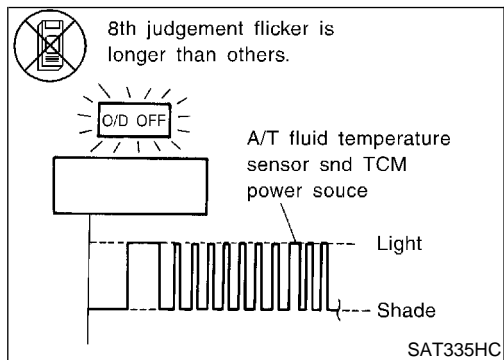 8th judgement flicker is
longer than others.
O/D OFF
A/T fluid temperature
sensor snd TCM
power souce
Light
Shade
SAT335HC